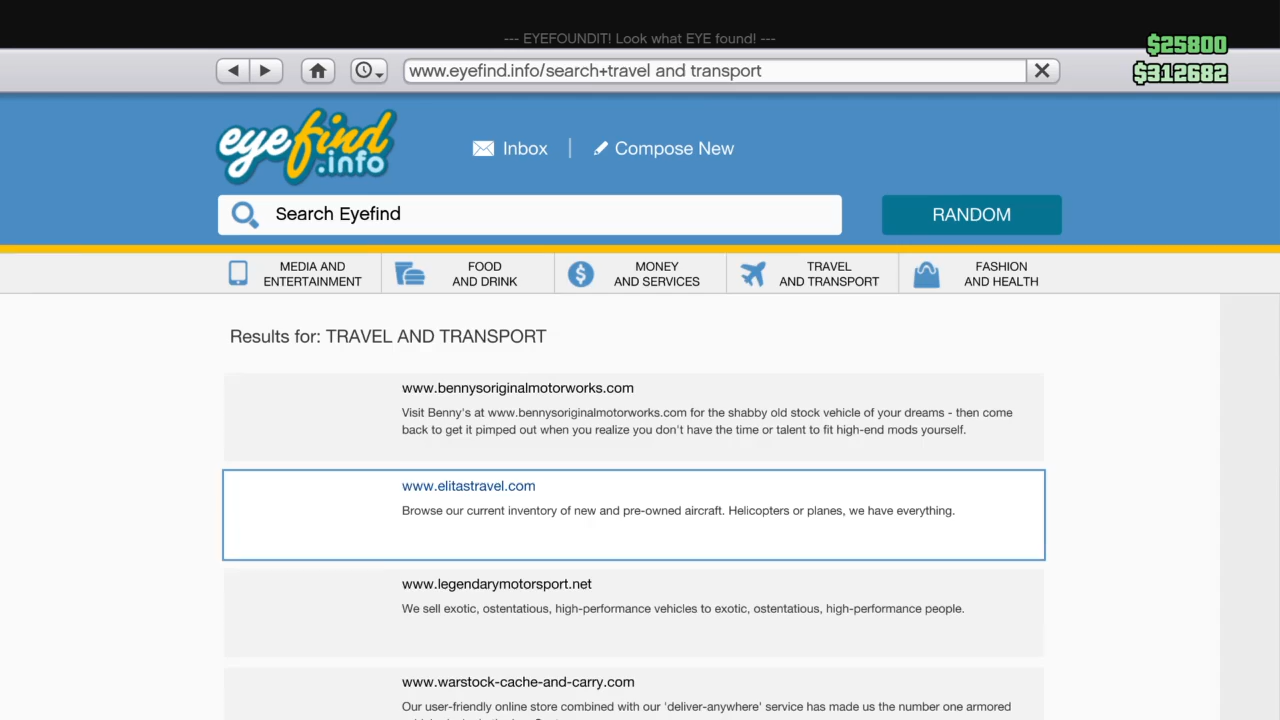 --- EYEFOUNDIT! Look what EYE found! ---
$25800
www.eyefind.info/search+travel and transport
$312682
eyefind
.info
Inbox
Compose New
Search Eyefind
RANDOM
MEDIA AND
ENTERTAINMENT
FOOD
AND DRINK
MONEY
AND SERVICES
TRAVEL
AND TRANSPORT
FASHION
AND HEALTH
Results for: TRAVEL AND TRANSPORT
www.bennysoriginalmotorworks.com
Visit Benny's at www.bennysoriginalmotorworks.com for the shabby old stock vehicle of your dreams - then come
back to get it pimped out when you realize you don't have the time or talent to fit high-end mods yourself.
www.elitastravel.com
Browse our current inventory of new and pre-owned aircraft. Helicopters or planes, we have everything.
www.legendarymotorsport.net
We sell exotic, ostentatious, high-performance vehicles to exotic, ostentatious, high-performance people.
www.warstock-cache-and-carry.com
Our user-friendly online store combined with our 'deliver-anywhere' service has made us the number one armored